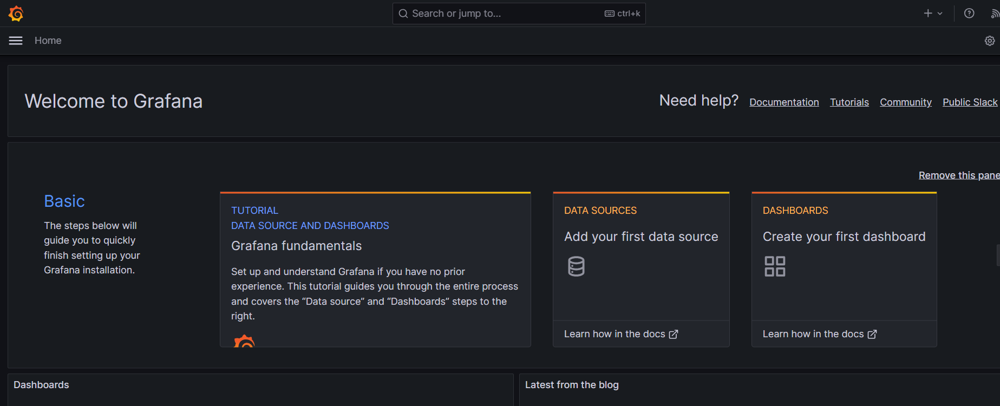 Search or jump to...
ctrl+k
Home
Welcome to Grafana
Need help?
Documentation
Tutorials
Community
Public Slack
Remove this pane
Basic
The steps below will
guide you to quickly
finish setting up your
Grafana installation.
TUTORIAL
DATA SOURCE AND DASHBOARDS
Grafana fundamentals
Set up and understand Grafana if you have no prior
experience. This tutorial guides you through the entire process
and covers the “Data source” and “Dashboards” steps to the
right.
DATA SOURCES
Add your first data source
Learn how in the docs
DASHBOARDS
Create your first dashboard
Learn how in the docs
Dashboards
Latest from the blog